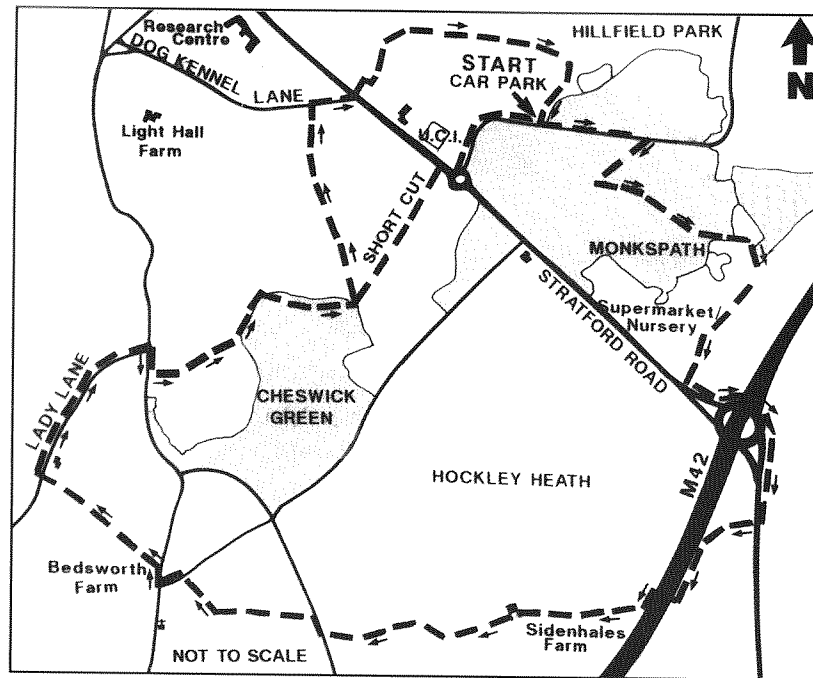 Research
Centre
HILLFIELD PARK
DOG KENNEL
LANE
START
CAR PARK
N
Light Hall
Farm
U.C.I.
SHORT CUT
MONKSPATH
STRATFORD ROAD
Supermarket/
Nursery
LADY LANE
CHESWICK
GREEN
HOCKLEY HEATH
M42
Bedsworth
Farm
Sidenhales
Farm
NOT TO SCALE